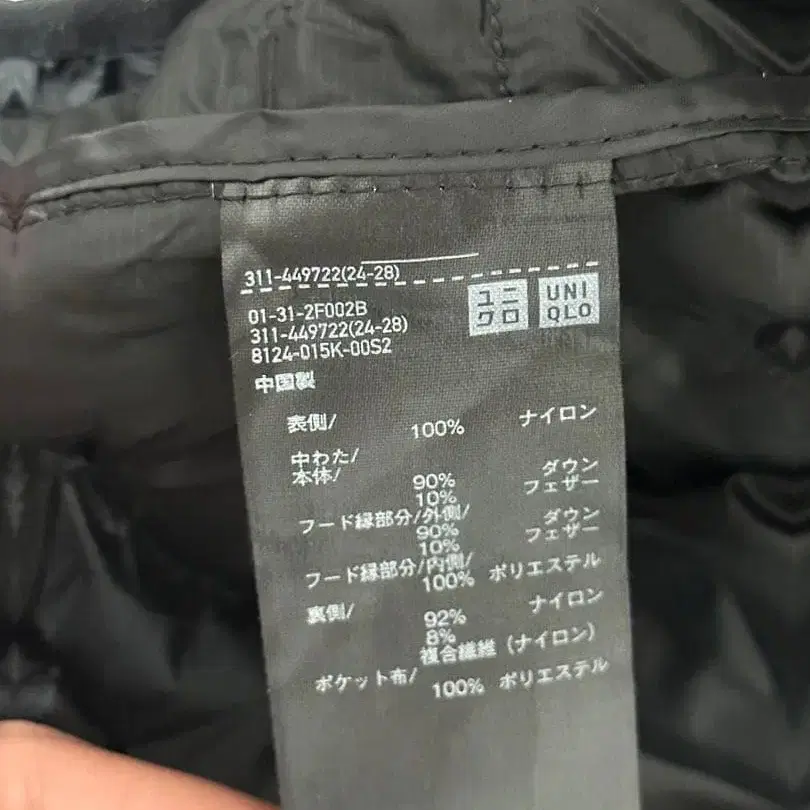 311-449722(24-28)
ユニ
クロ
UNI
QLO
01-31-2F002B
311-449722(24-28)
8124-015K-00S2
中国製
表側/
100% ナイロン
中わた/
本体/
90% ダウン
10% フェザー
フード縁部分/外側/
90% ダウン
10% フェザー
フード縁部分/内側/
100% ポリエステル
裏側/
92% ナイロン
8%
複合繊維 (ナイロン)
ポケット布/
100% ポリエステル